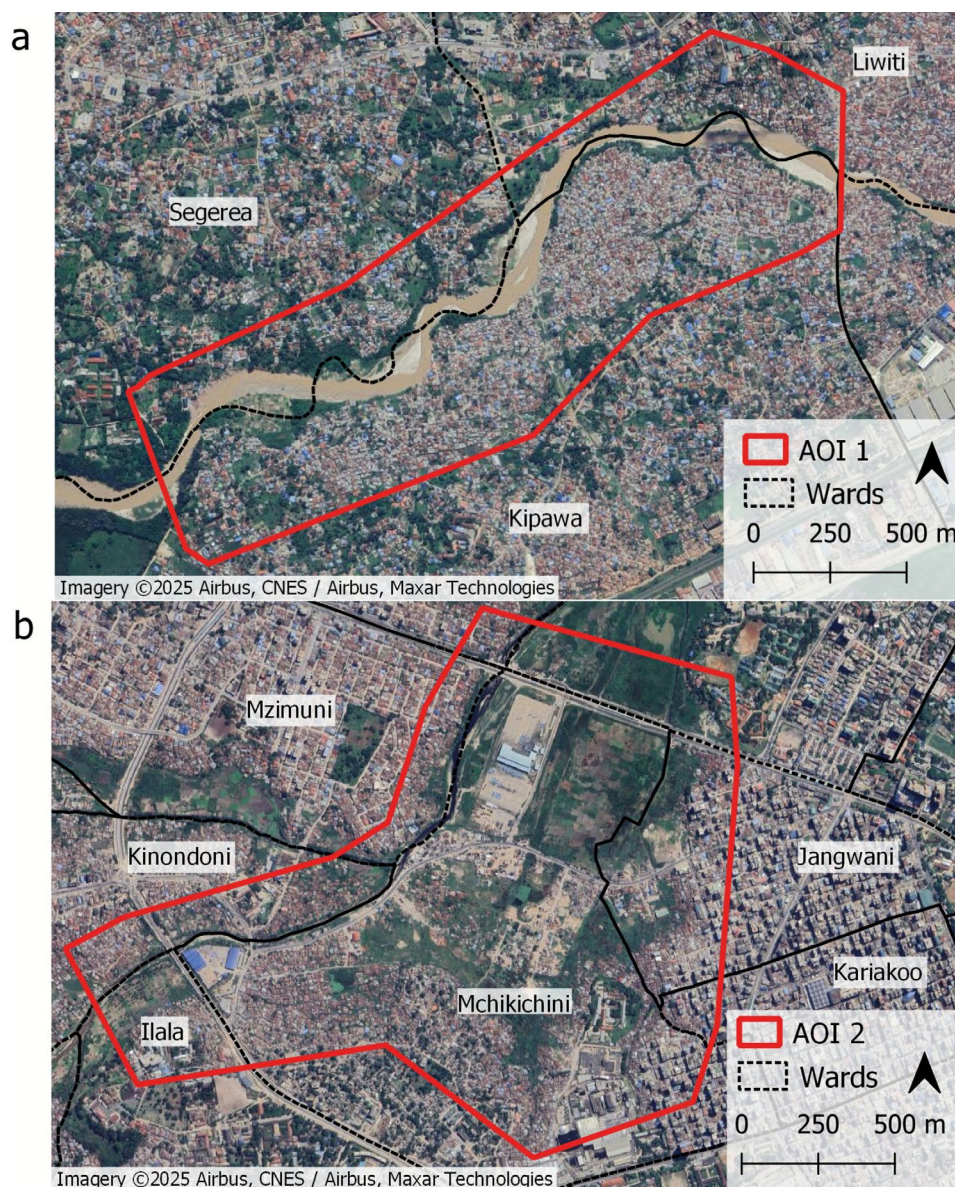 a
Liwiti
Segerea
Kipawa
AOI 1
Wards
0 250 500 m
Imagery ©2025 Airbus, CNES / Airbus, Maxar Technologies
b
Mzimuni
Kinondoni
Jangwani
Kariakoo
Mchikichini
Ilala
AOI 2
Wards
0 250 500 m
Imagery ©2025 Airbus, CNES / Airbus, Maxar Technologies